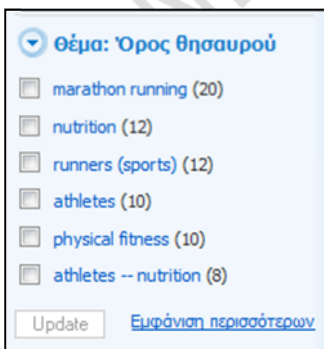 Θέμα: Όρος θησαυρού
marathon running (20)
nutrition (12)
runners (sports) (12)
athletes (10)
physical fitness (10)
athletes -- nutrition (8)
Update Εμφάνιση περισσότερων